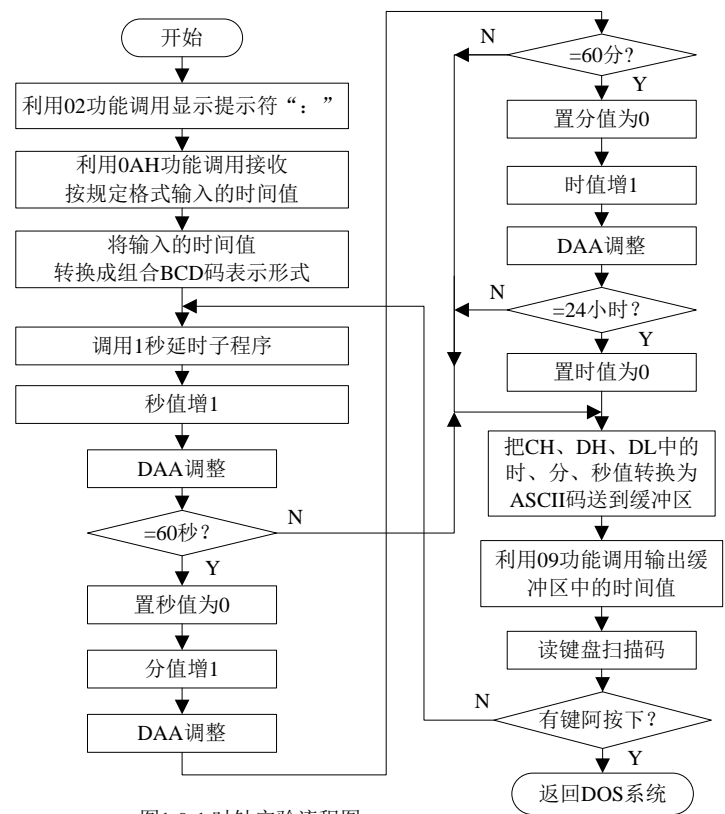 开始
利用02功能调用显示提示符“：”
利用0AH功能调用接收
按规定格式输入的时间值
将输入的时间值
转换成组合BCD码表示形式
调用1秒延时子程序
秒值增1
DAA调整
=60秒？
N
Y
置秒值为0
分值增1
DAA调整
=60分?
N
Y
置分值为0
时值增1
DAA调整
=24小时？
N
Y
置时值为0
把CH、DH、DL中的
时、分、秒值转换为
ASCII码送到缓冲区
利用09功能调用输出缓
冲区中的时间值
读键盘扫描码
有键阿按下？
N
Y
返回DOS系统